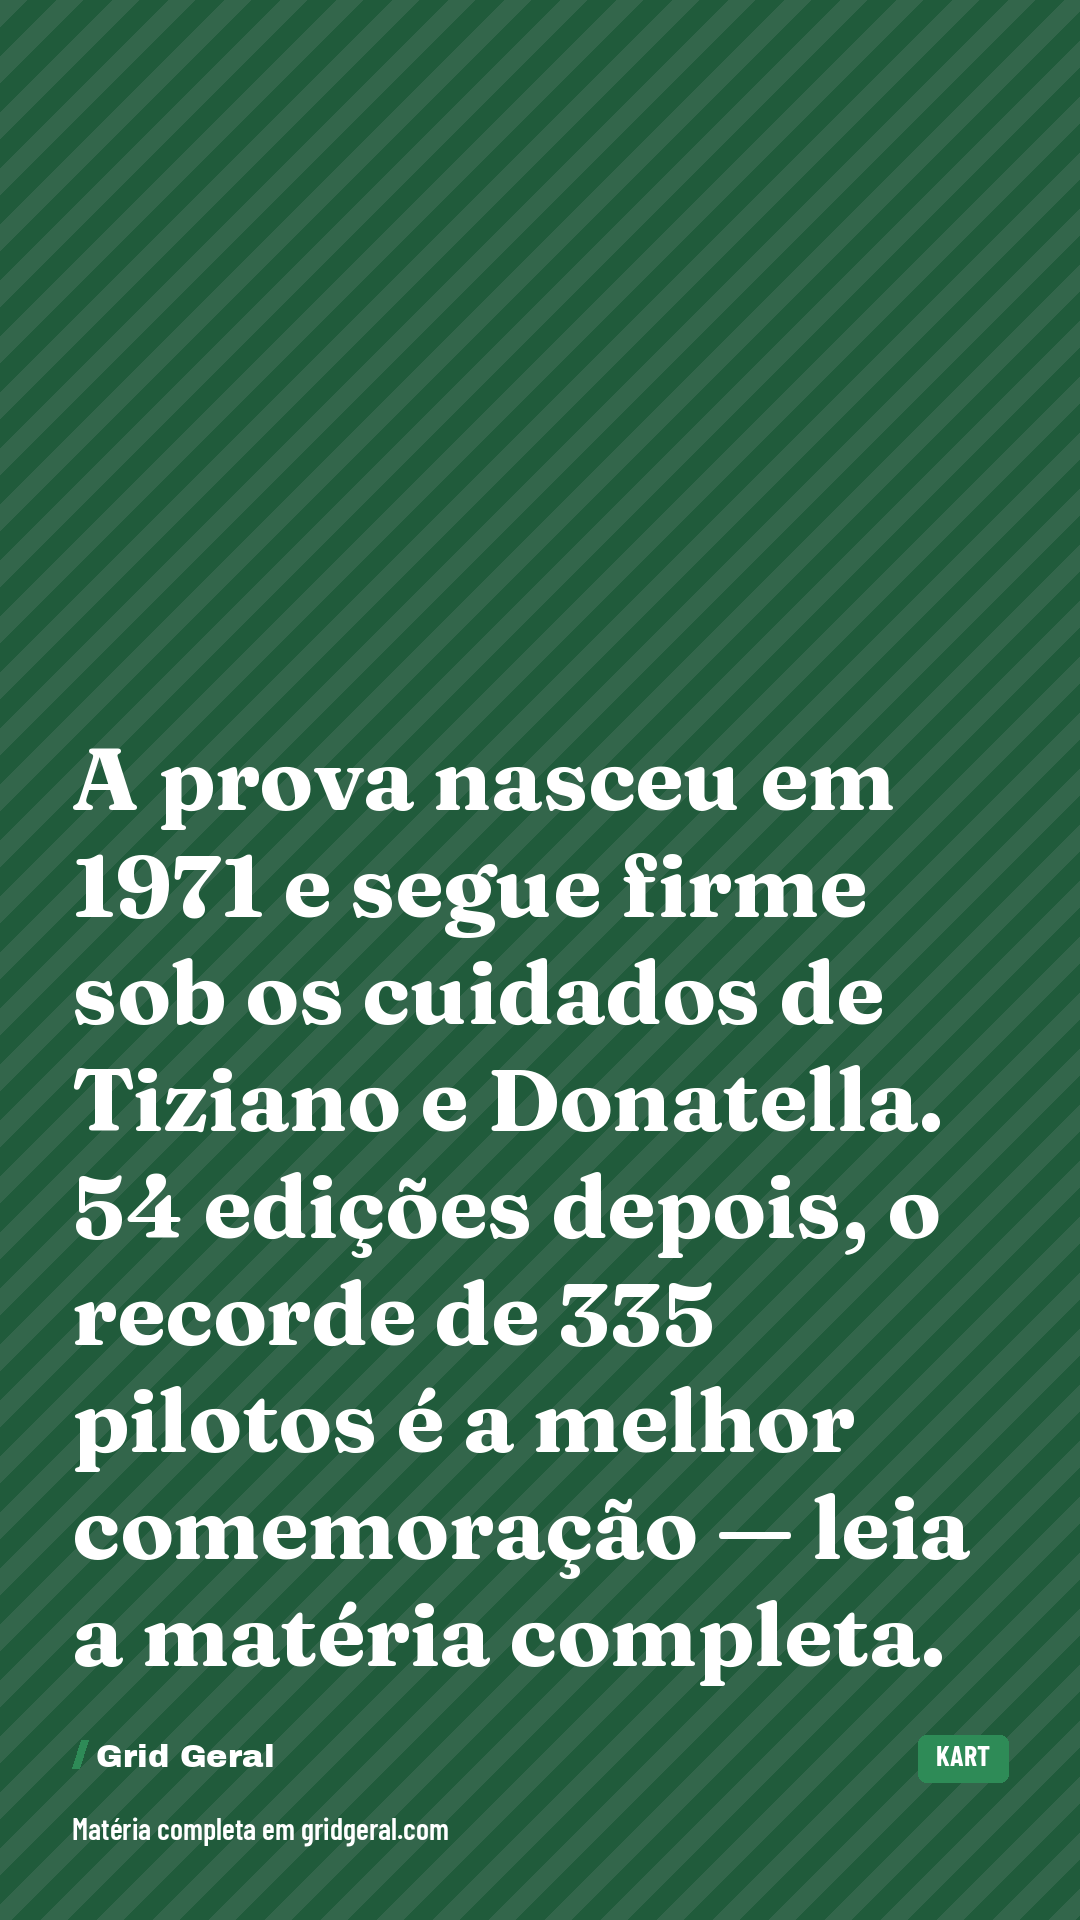 A prova nasceu em
1971 e segue firme
sob os cuidados de
Tiziano e Donatella.
54 edições depois, o
recorde de 335
pilotos é a melhor
comemoração — leia
a matéria completa.
/ Grid Geral
KART
Matéria completa em gridgeral.com